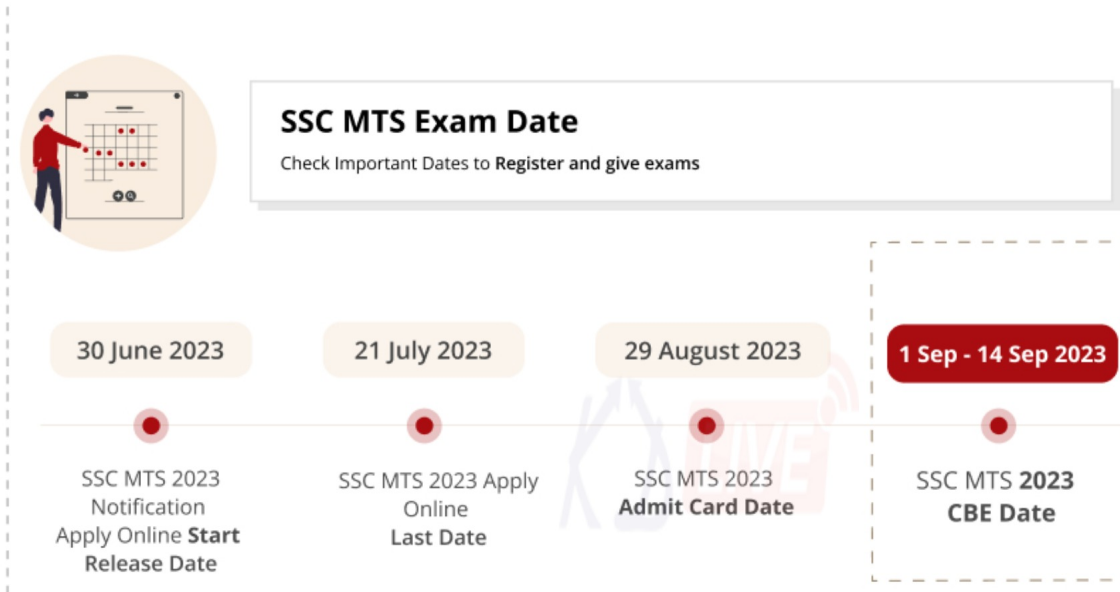 SSC MTS Exam Date
Check Important Dates to Register and give exams
30 June 2023
SSC MTS 2023
Notification
Apply Online Start
Release Date
21 July 2023
SSC MTS 2023 Apply
Online
Last Date
29 August 2023
SSC MTS 2023
Admit Card Date
1 Sep - 14 Sep 2023
SSC MTS 2023
CBE Date
LIVE